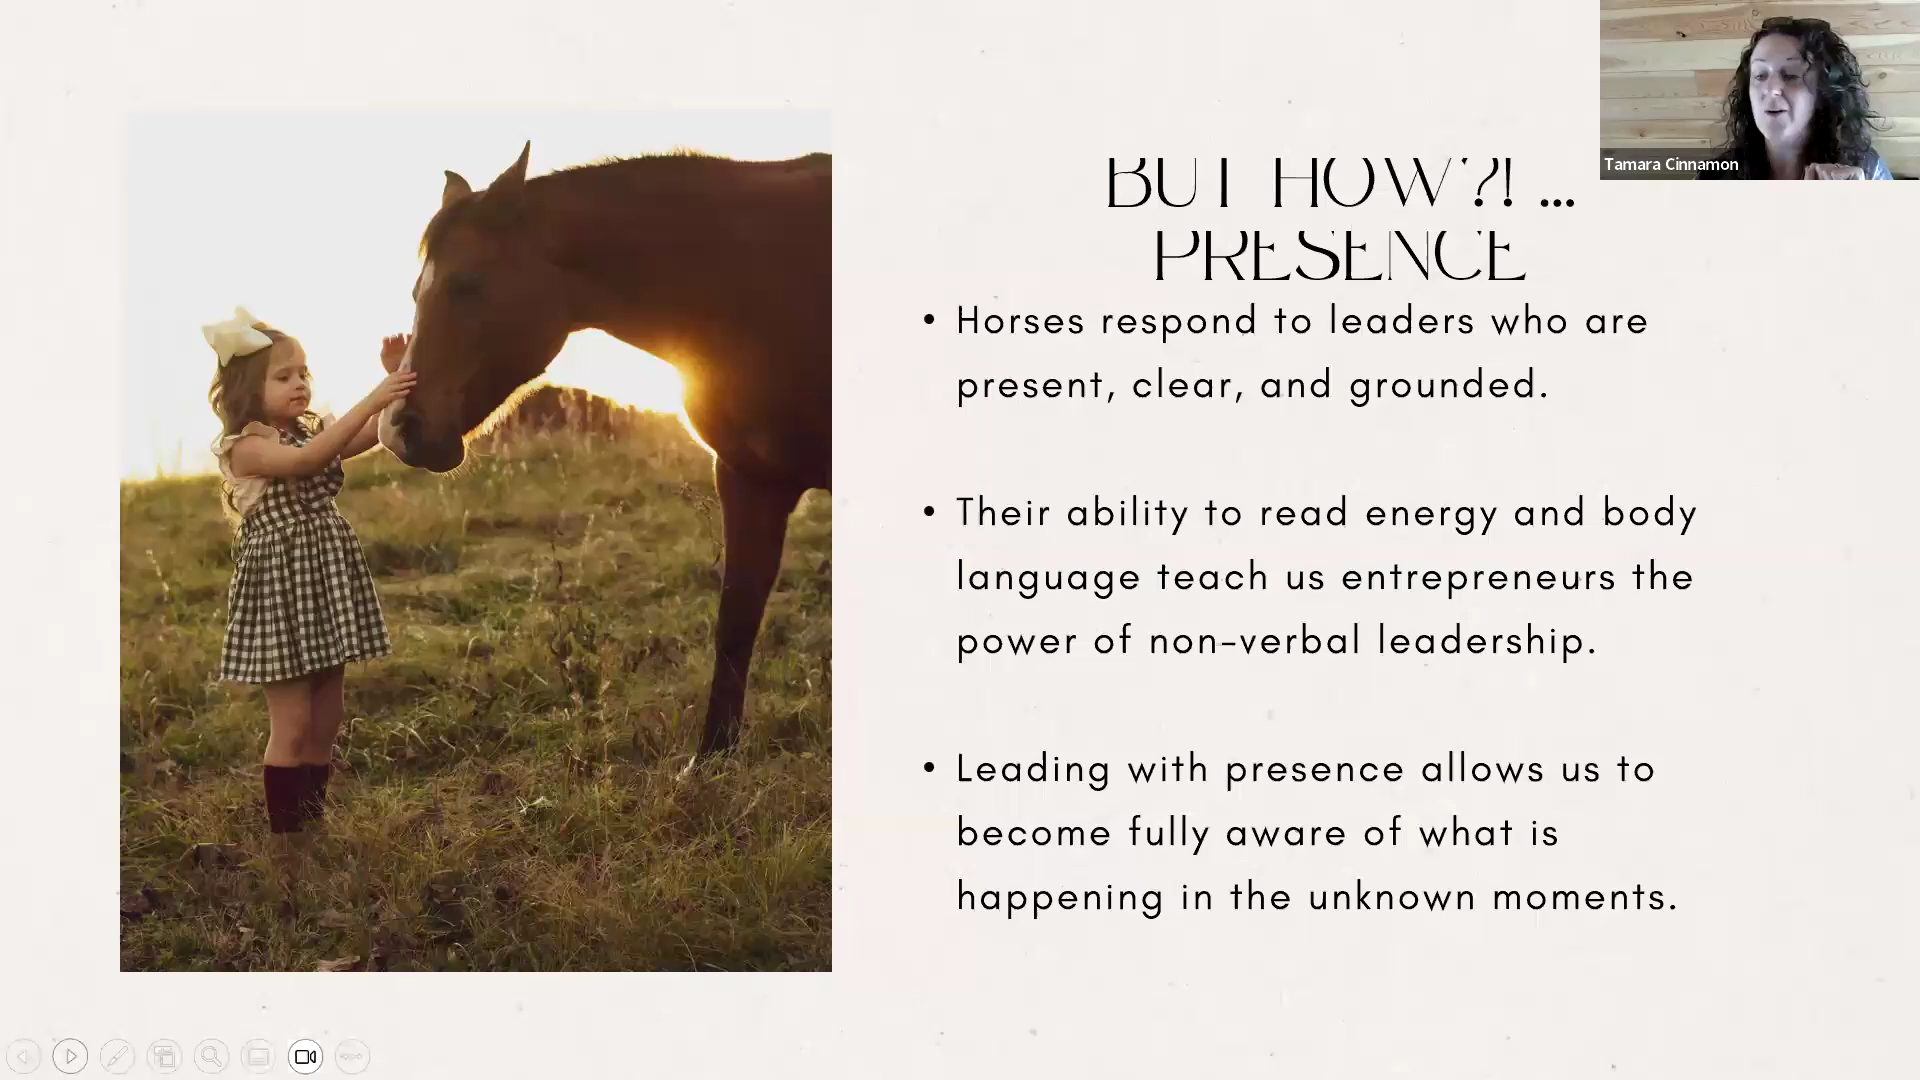 Tamara Cinnamon
BUT HOW?! ...
PRESENCE
• Horses respond to leaders who are
present, clear, and grounded.
• Their ability to read energy and body
language teach us entrepreneurs the
power of non-verbal leadership.
• Leading with presence allows us to
become fully aware of what is
happening in the unknown moments.